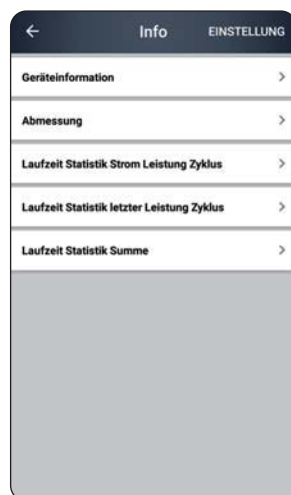 Info EINSTELLUNG
Geräteinformation
Abmessung
Laufzeit Statistik Strom Leistung Zyklus
Laufzeit Statistik letzter Leistung Zyklus
Laufzeit Statistik Summe